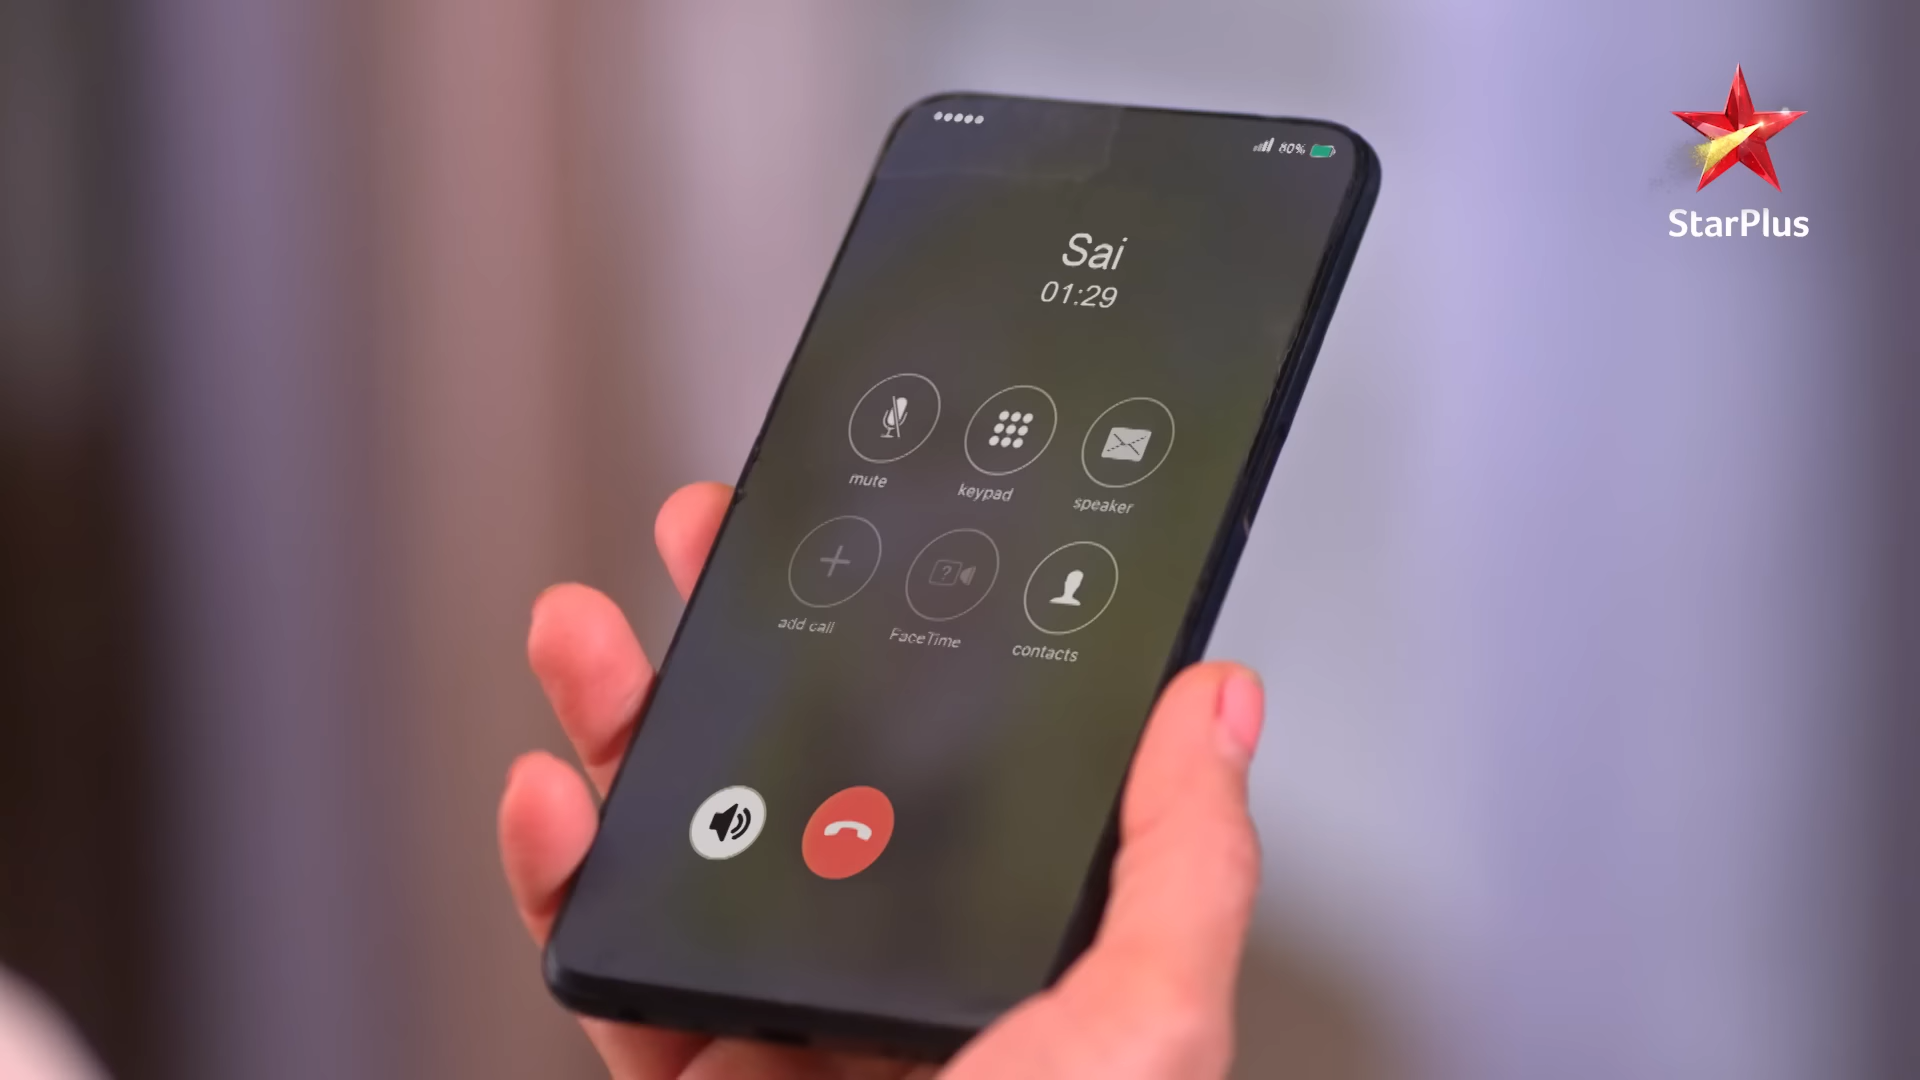 80%
StarPlus
Sai
01:29
mute
keypad
speaker
add call
FaceTime
contacts